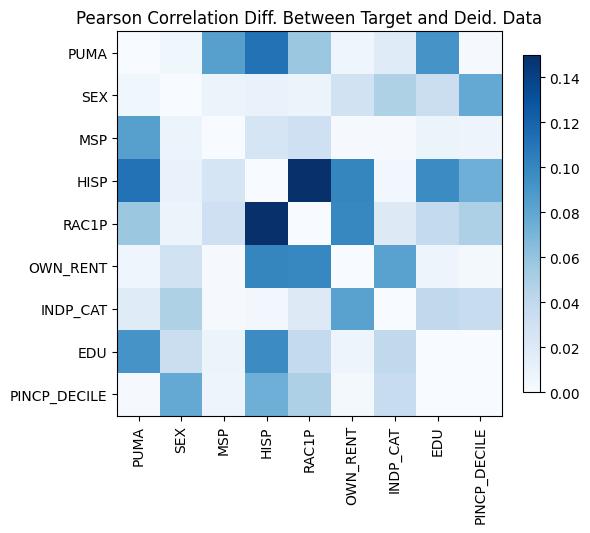 Pearson Correlation Diff. Between Target and Deid. Data
PUMA
SEX
MSP
HISP
RAC1P
OWN_RENT
INDP_CAT
EDU
PINCP_DECILE
PUMA
SEX
MSP
HISP
RAC1P
OWN_RENT
INDP_CAT
EDU
PINCP_DECILE
0.14
0.12
0.10
0.08
0.06
0.04
0.02
0.00